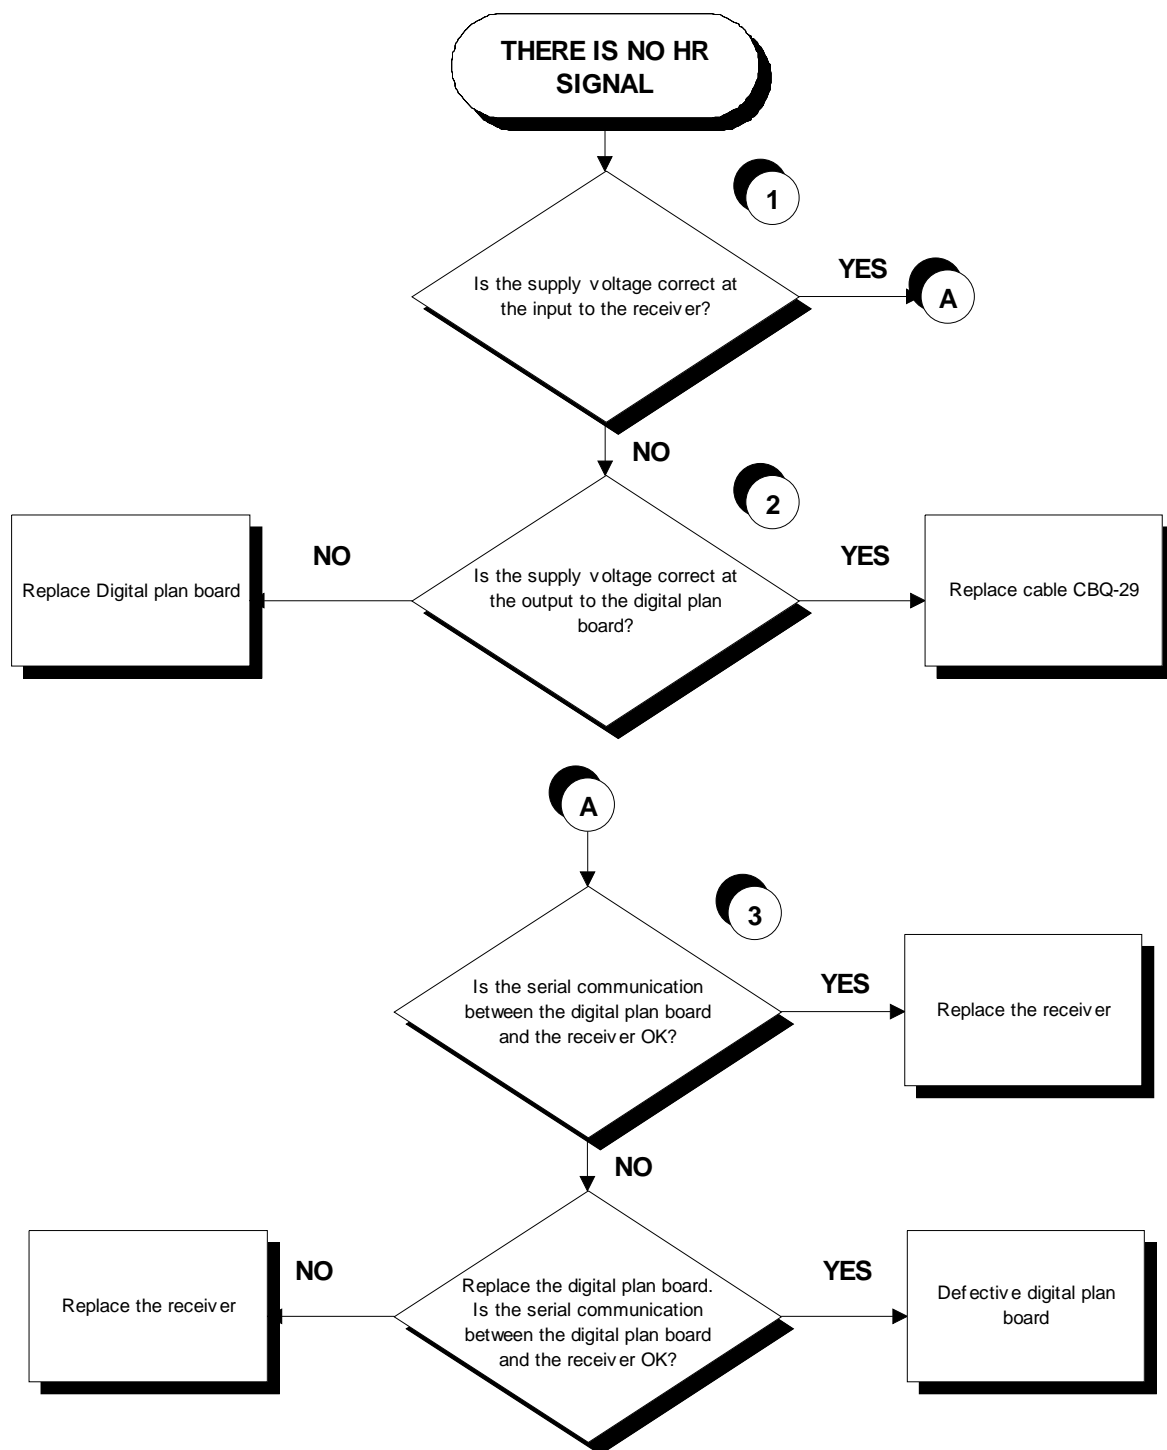 THERE IS NO HR
SIGNAL
1
Is the supply voltage correct at
the input to the receiver?
YES
A
NO
2
Replace Digital plan board
NO
Is the supply voltage correct at
the output to the digital plan
board?
YES
Replace cable CBQ-29
A
3
Is the serial communication
between the digital plan board
and the receiver OK?
YES
Replace the receiver
NO
Replace the receiver
NO
Replace the digital plan board.
Is the serial communication
between the digital plan board
and the receiver OK?
YES
Defective digital plan
board